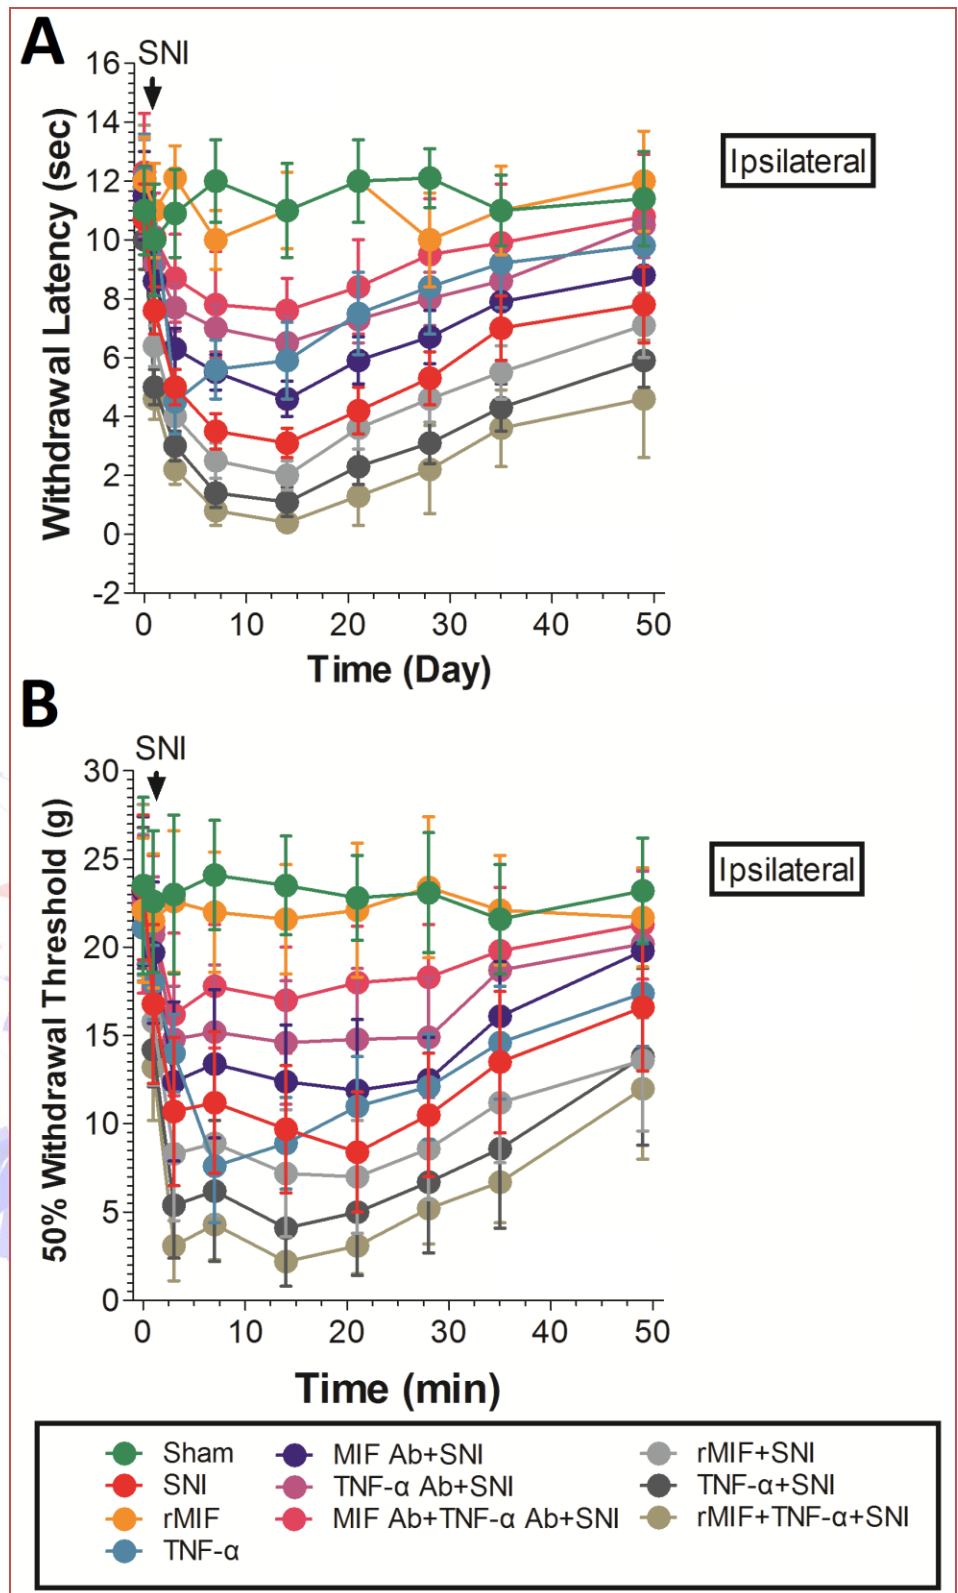 A
SNI
16
14
12
10
8
6
4
2
0
-2
Withdrawal Latency (sec)
Ipsilateral
0 10 20 30 40 50
Time (Day)
B
SNI
30
25
20
15
10
5
0
50% Withdrawal Threshold (g)
Ipsilateral
0 10 20 30 40 50
Time (min)
Sham MIF Ab+SNI rMIF+SNI
SNI TNF-α Ab+SNI TNF-α+SNI
rMIF MIF Ab+TNF-α Ab+SNI rMIF+TNF-α+SNI
TNF-α